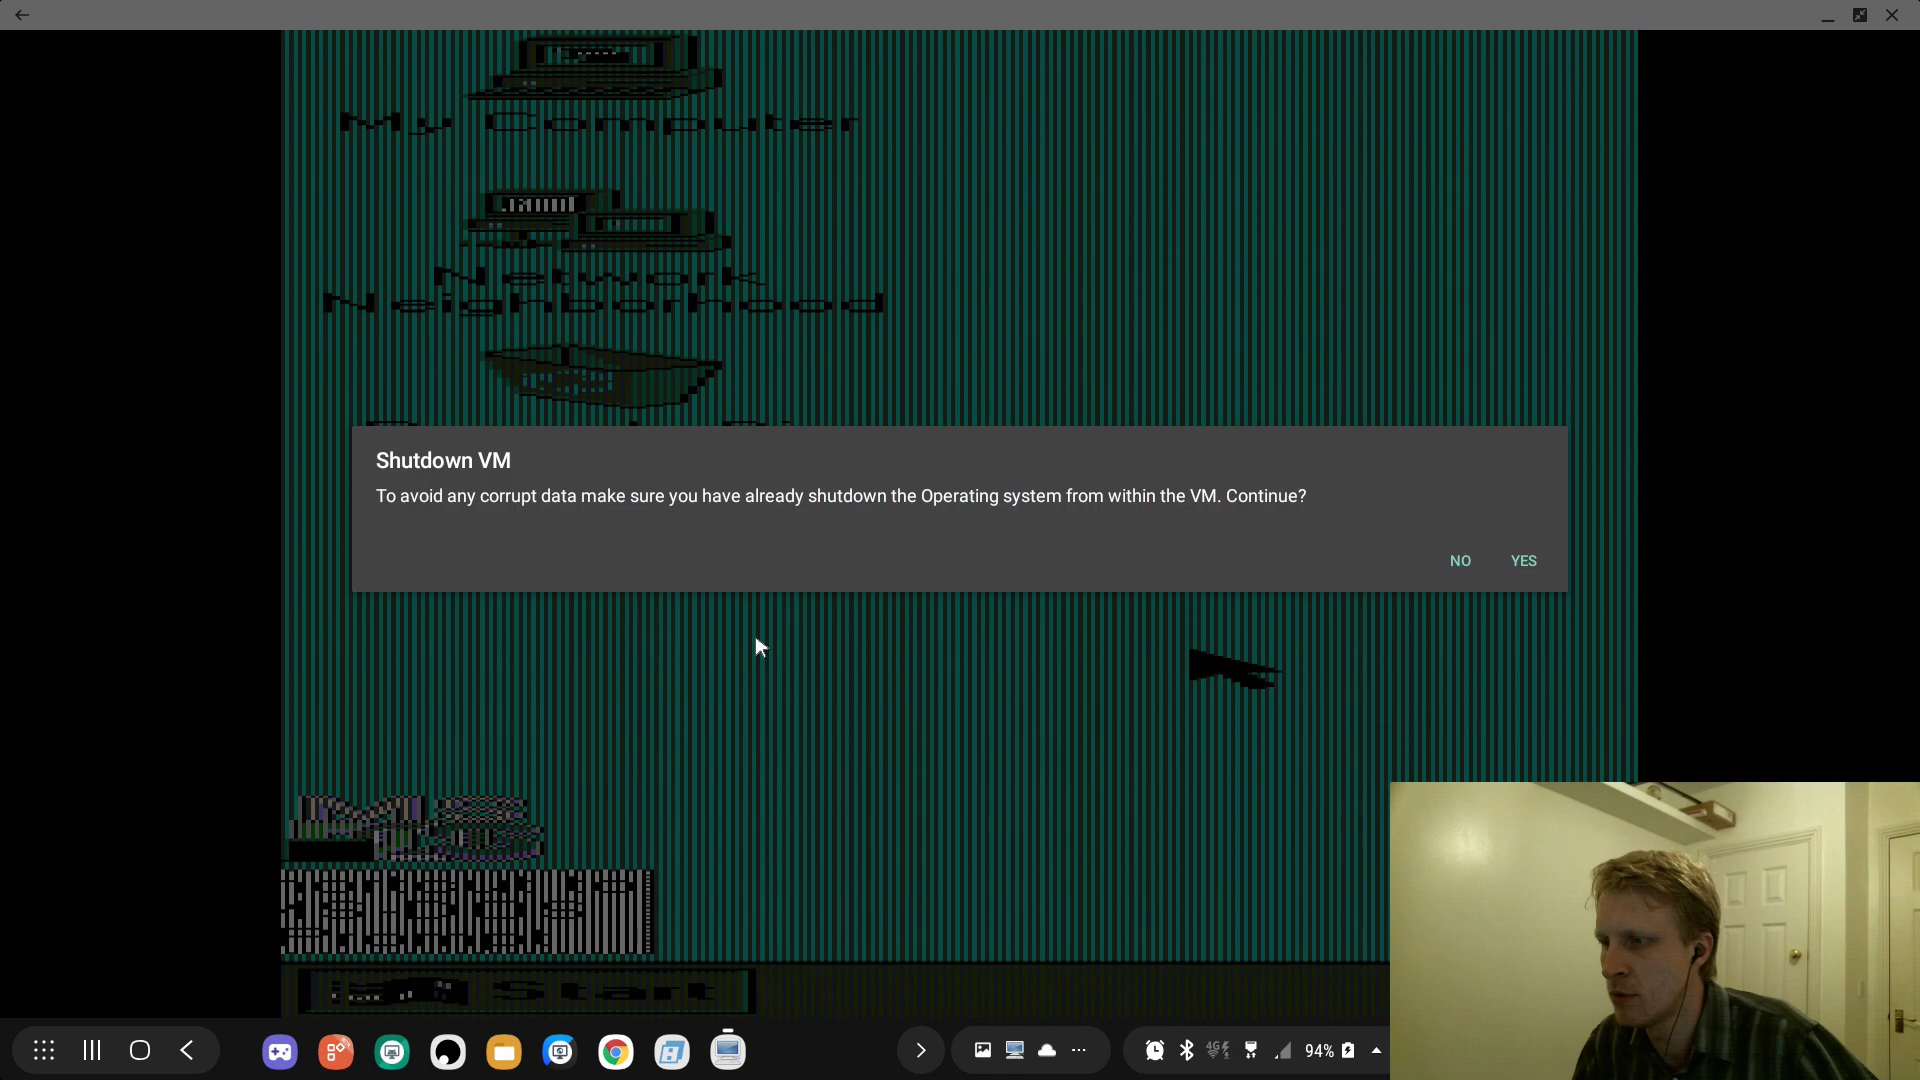 My Computer
Network
Neighborhood
Shutdown VM
To avoid any corrupt data make sure you have already shutdown the Operating system from within the VM. Continue?
NO YES
Start
4G 94%